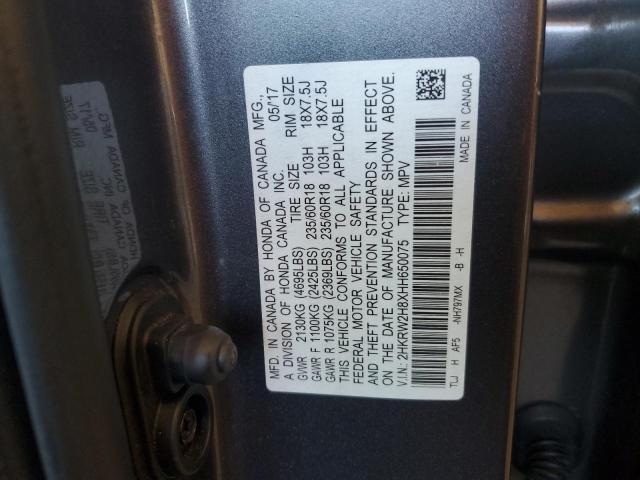 MFD. IN CANADA BY HONDA OF CANADA MFG.,
A DIVISION OF HONDA CANADA INC. 05/17
GVWR 2130KG (4695LBS) TIRE SIZE RIM SIZE
GAWR F 1100KG (2425LBS) 235/60R18 103H 18X7.5J
GAWR R 1075KG (2369LBS) 235/60R18 103H 18X7.5J
THIS VEHICLE CONFORMS TO ALL APPLICABLE
FEDERAL MOTOR VEHICLE SAFETY
AND THEFT PREVENTION STANDARDS IN EFFECT
ON THE DATE OF MANUFACTURE SHOWN ABOVE.
V.I.N.: 2HKRW2H8XHH650075 TYPE: MPV
TLJ H AF5 -NH797MX -B -H MADE IN CANADA